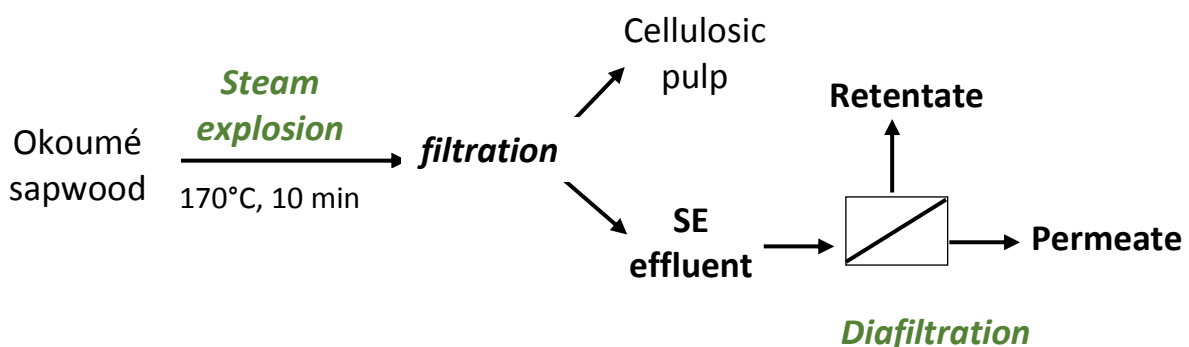 Okoumé
sapwood
Steam
explosion
170°C, 10 min
filtration
Cellulosic
pulp
SE
effluent
Retentate
Permeate
Diafiltration